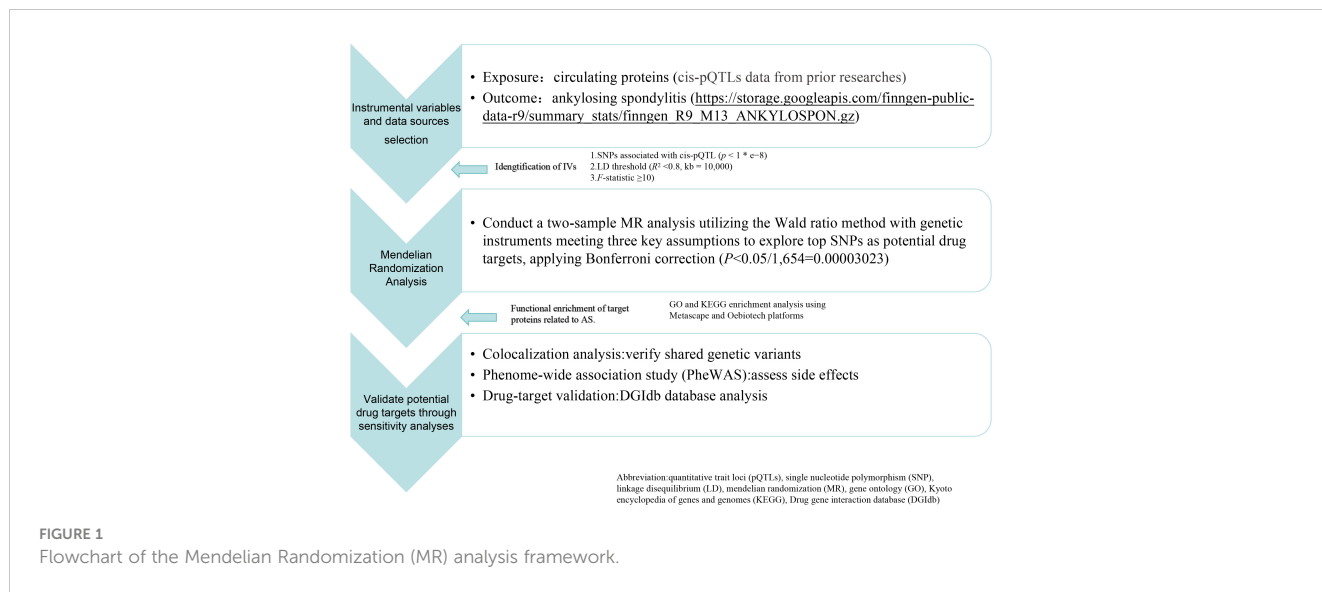 Instrumental variables
and data sources
selection
• Exposure：circulating proteins (cis-pQTLs data from prior researches)
• Outcome：ankylosing spondylitis (https://storage.googleapis.com/finngen-public-
data-r9/summary_stats/finngen_R9_M13_ANKYLOSPON.gz)
Idengtification of IVs
1.SNPs associated with cis-pQTL (p < 1 * e−8)
2.LD threshold (R² <0.8, kb = 10,000)
3.F-statistic ≥10)
Mendelian
Randomization
Analysis
• Conduct a two-sample MR analysis utilizing the Wald ratio method with genetic
instruments meeting three key assumptions to explore top SNPs as potential drug
targets, applying Bonferroni correction (P<0.05/1,654=0.00003023)
Functional enrichment of target
proteins related to AS.
GO and KEGG enrichment analysis using
Metascape and Oebiotech platforms
Validate potential
drug targets through
sensitivity analyses
• Colocalization analysis:verify shared genetic variants
• Phenome-wide association study (PheWAS):assess side effects
• Drug-target validation:DGIdb database analysis
Abbreviation:quantitative trait loci (pQTLs), single nucleotide polymorphism (SNP),
linkage disequilibrium (LD), mendelian randomization (MR), gene ontology (GO), Kyoto
encyclopedia of genes and genomes (KEGG), Drug gene interaction database (DGIdb)
FIGURE 1
Flowchart of the Mendelian Randomization (MR) analysis framework.